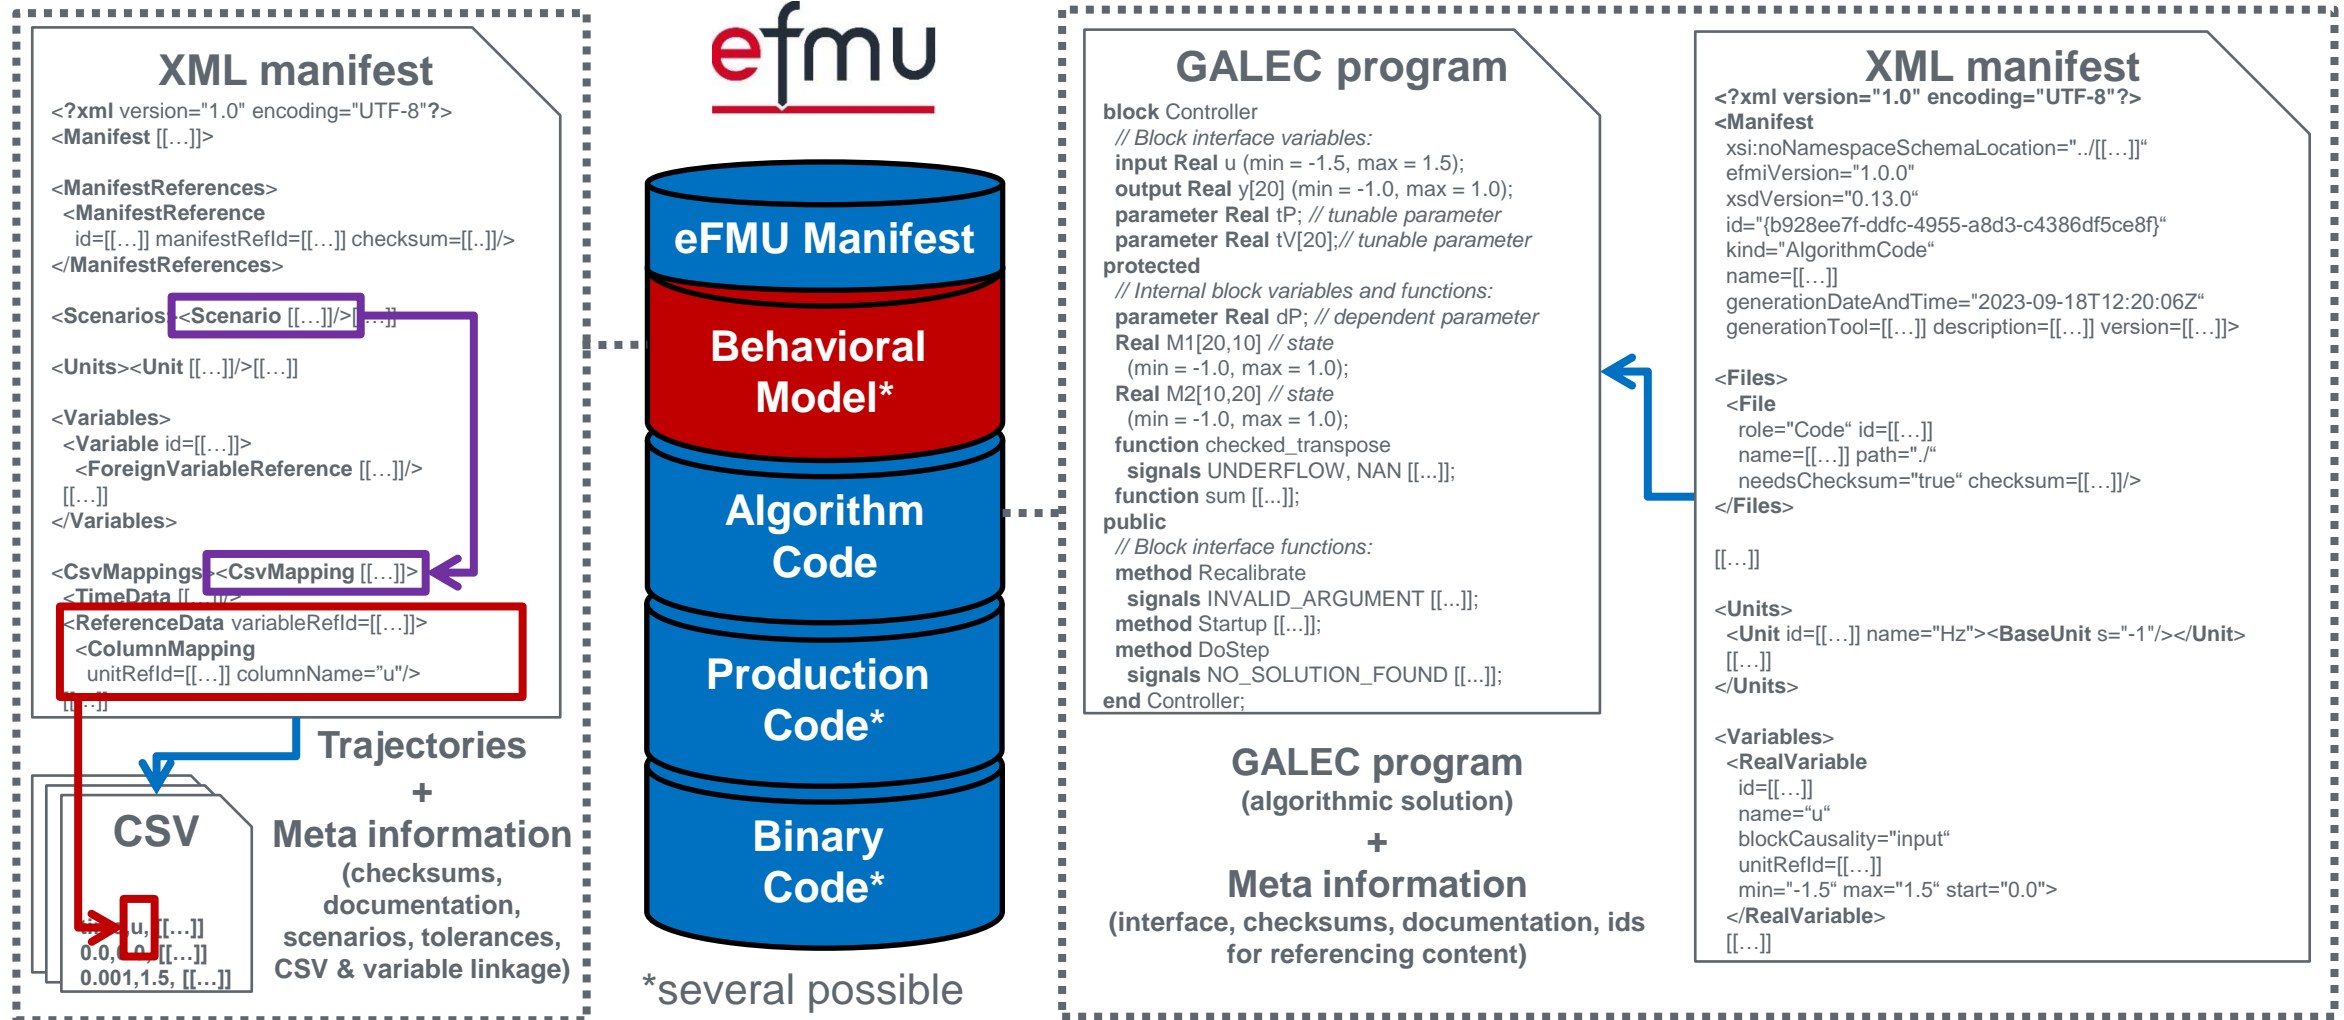 XML manifest
<?xml version="1.0" encoding="UTF-8"?>
<Manifest [[…]]>
<ManifestReferences>
<ManifestReference
id=[[…]] manifestRefId=[[…]] checksum=[[..]]/>
</ManifestReferences>
<Scenarios><Scenario [[…]]/>[[…]]
<Units><Unit [[…]]/>[[…]]
<Variables>
<Variable id=[[…]]>
<ForeignVariableReference [[…]]/>
[[…]]
</Variables>
<CsvMappings><CsvMapping [[…]]>
<TimeData [[…]]/>
<ReferenceData variableRefId=[[…]]>
<ColumnMapping
unitRefId=[[…]] columnName="u"/>
[[…]]
Trajectories
+
Meta information
(checksums,
documentation,
scenarios, tolerances,
CSV & variable linkage)
CSV
time,u, [[…]]
0.0,0.0, [[…]]
0.001,1.5, [[…]]
efmu
eFMU Manifest
Behavioral
Model*
Algorithm
Code
Production
Code*
Binary
Code*
*several possible
GALEC program
block Controller
// Block interface variables:
input Real u (min = -1.5, max = 1.5);
output Real y[20] (min = -1.0, max = 1.0);
parameter Real tP; // tunable parameter
parameter Real tV[20];// tunable parameter
protected
// Internal block variables and functions:
parameter Real dP; // dependent parameter
Real M1[20,10] // state
(min = -1.0, max = 1.0);
Real M2[10,20] // state
(min = -1.0, max = 1.0);
function checked_transpose
signals UNDERFLOW, NAN [[...]];
function sum [[...]];
public
// Block interface functions:
method Recalibrate
signals INVALID_ARGUMENT [[...]];
method Startup [[...]];
method DoStep
signals NO_SOLUTION_FOUND [[...]];
end Controller;
GALEC program
(algorithmic solution)
+
Meta information
(interface, checksums, documentation, ids
for referencing content)
XML manifest
<?xml version="1.0" encoding="UTF-8"?>
<Manifest
xsi:noNamespaceSchemaLocation="../[[…]]“
efmiVersion="1.0.0"
xsdVersion="0.13.0“
id="{b928ee7f-ddfc-4955-a8d3-c4386df5ce8f}“
kind="AlgorithmCode“
name=[[…]]
generationDateAndTime="2023-09-18T12:20:06Z“
generationTool=[[…]] description=[[…]] version=[[…]]>
<Files>
<File
role="Code“ id=[[…]]
name=[[…]] path="./“
needsChecksum="true“ checksum=[[…]]/>
</Files>
[[…]]
<Units>
<Unit id=[[…]] name="Hz"><BaseUnit s="-1"/></Unit>
[[…]]
</Units>
<Variables>
<RealVariable
id=[[…]]
name=“u“
blockCausality="input“
unitRefId=[[…]]
min="-1.5“ max="1.5“ start="0.0">
</RealVariable>
[[…]]